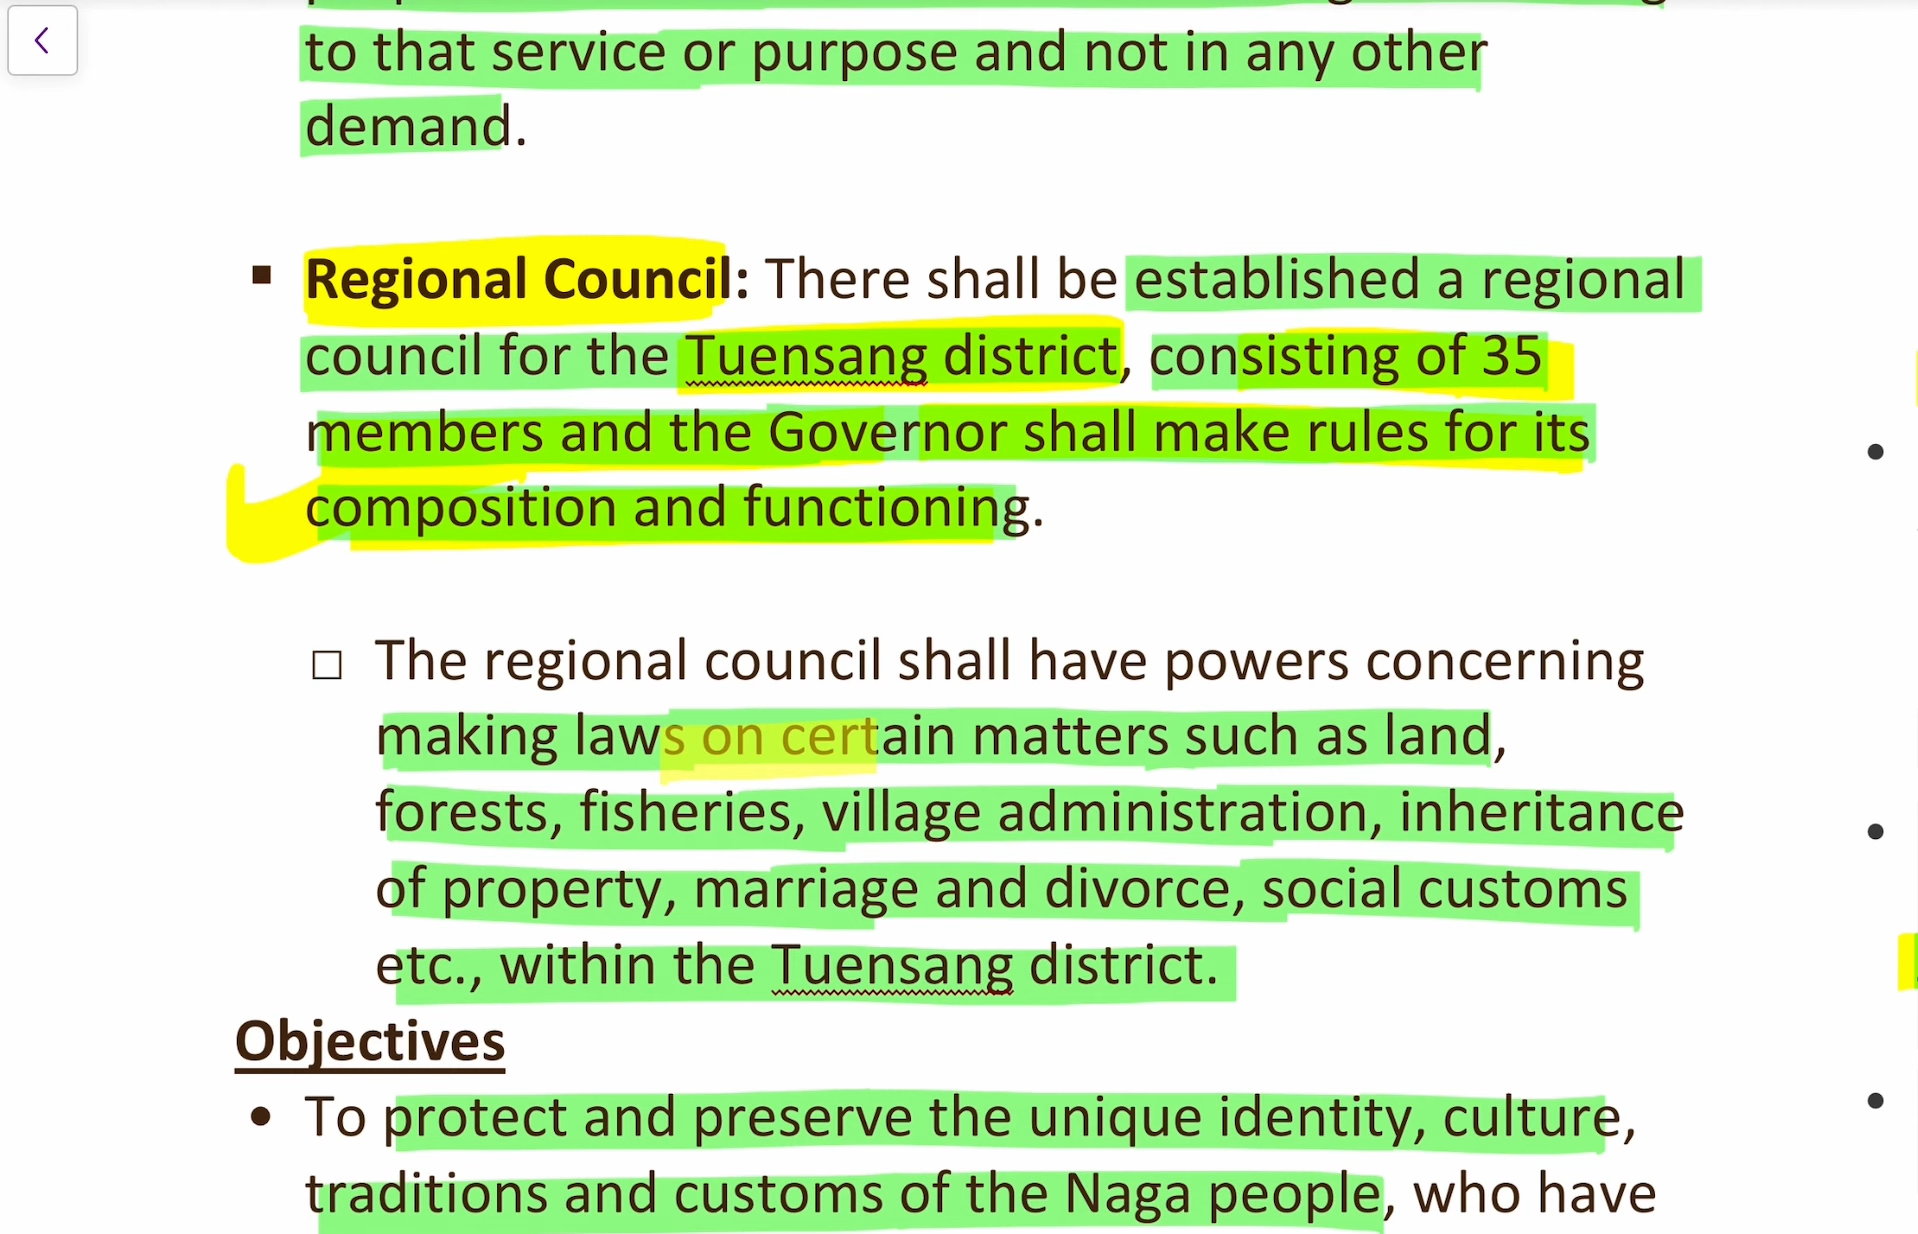 to that service or purpose and not in any other
demand.
▪ Regional Council: There shall be established a regional
council for the Tuensang district, consisting of 35
members and the Governor shall make rules for its
composition and functioning.
□ The regional council shall have powers concerning
making laws on certain matters such as land,
forests, fisheries, village administration, inheritance
of property, marriage and divorce, social customs
etc., within the Tuensang district.
Objectives
• To protect and preserve the unique identity, culture,
traditions and customs of the Naga people, who have